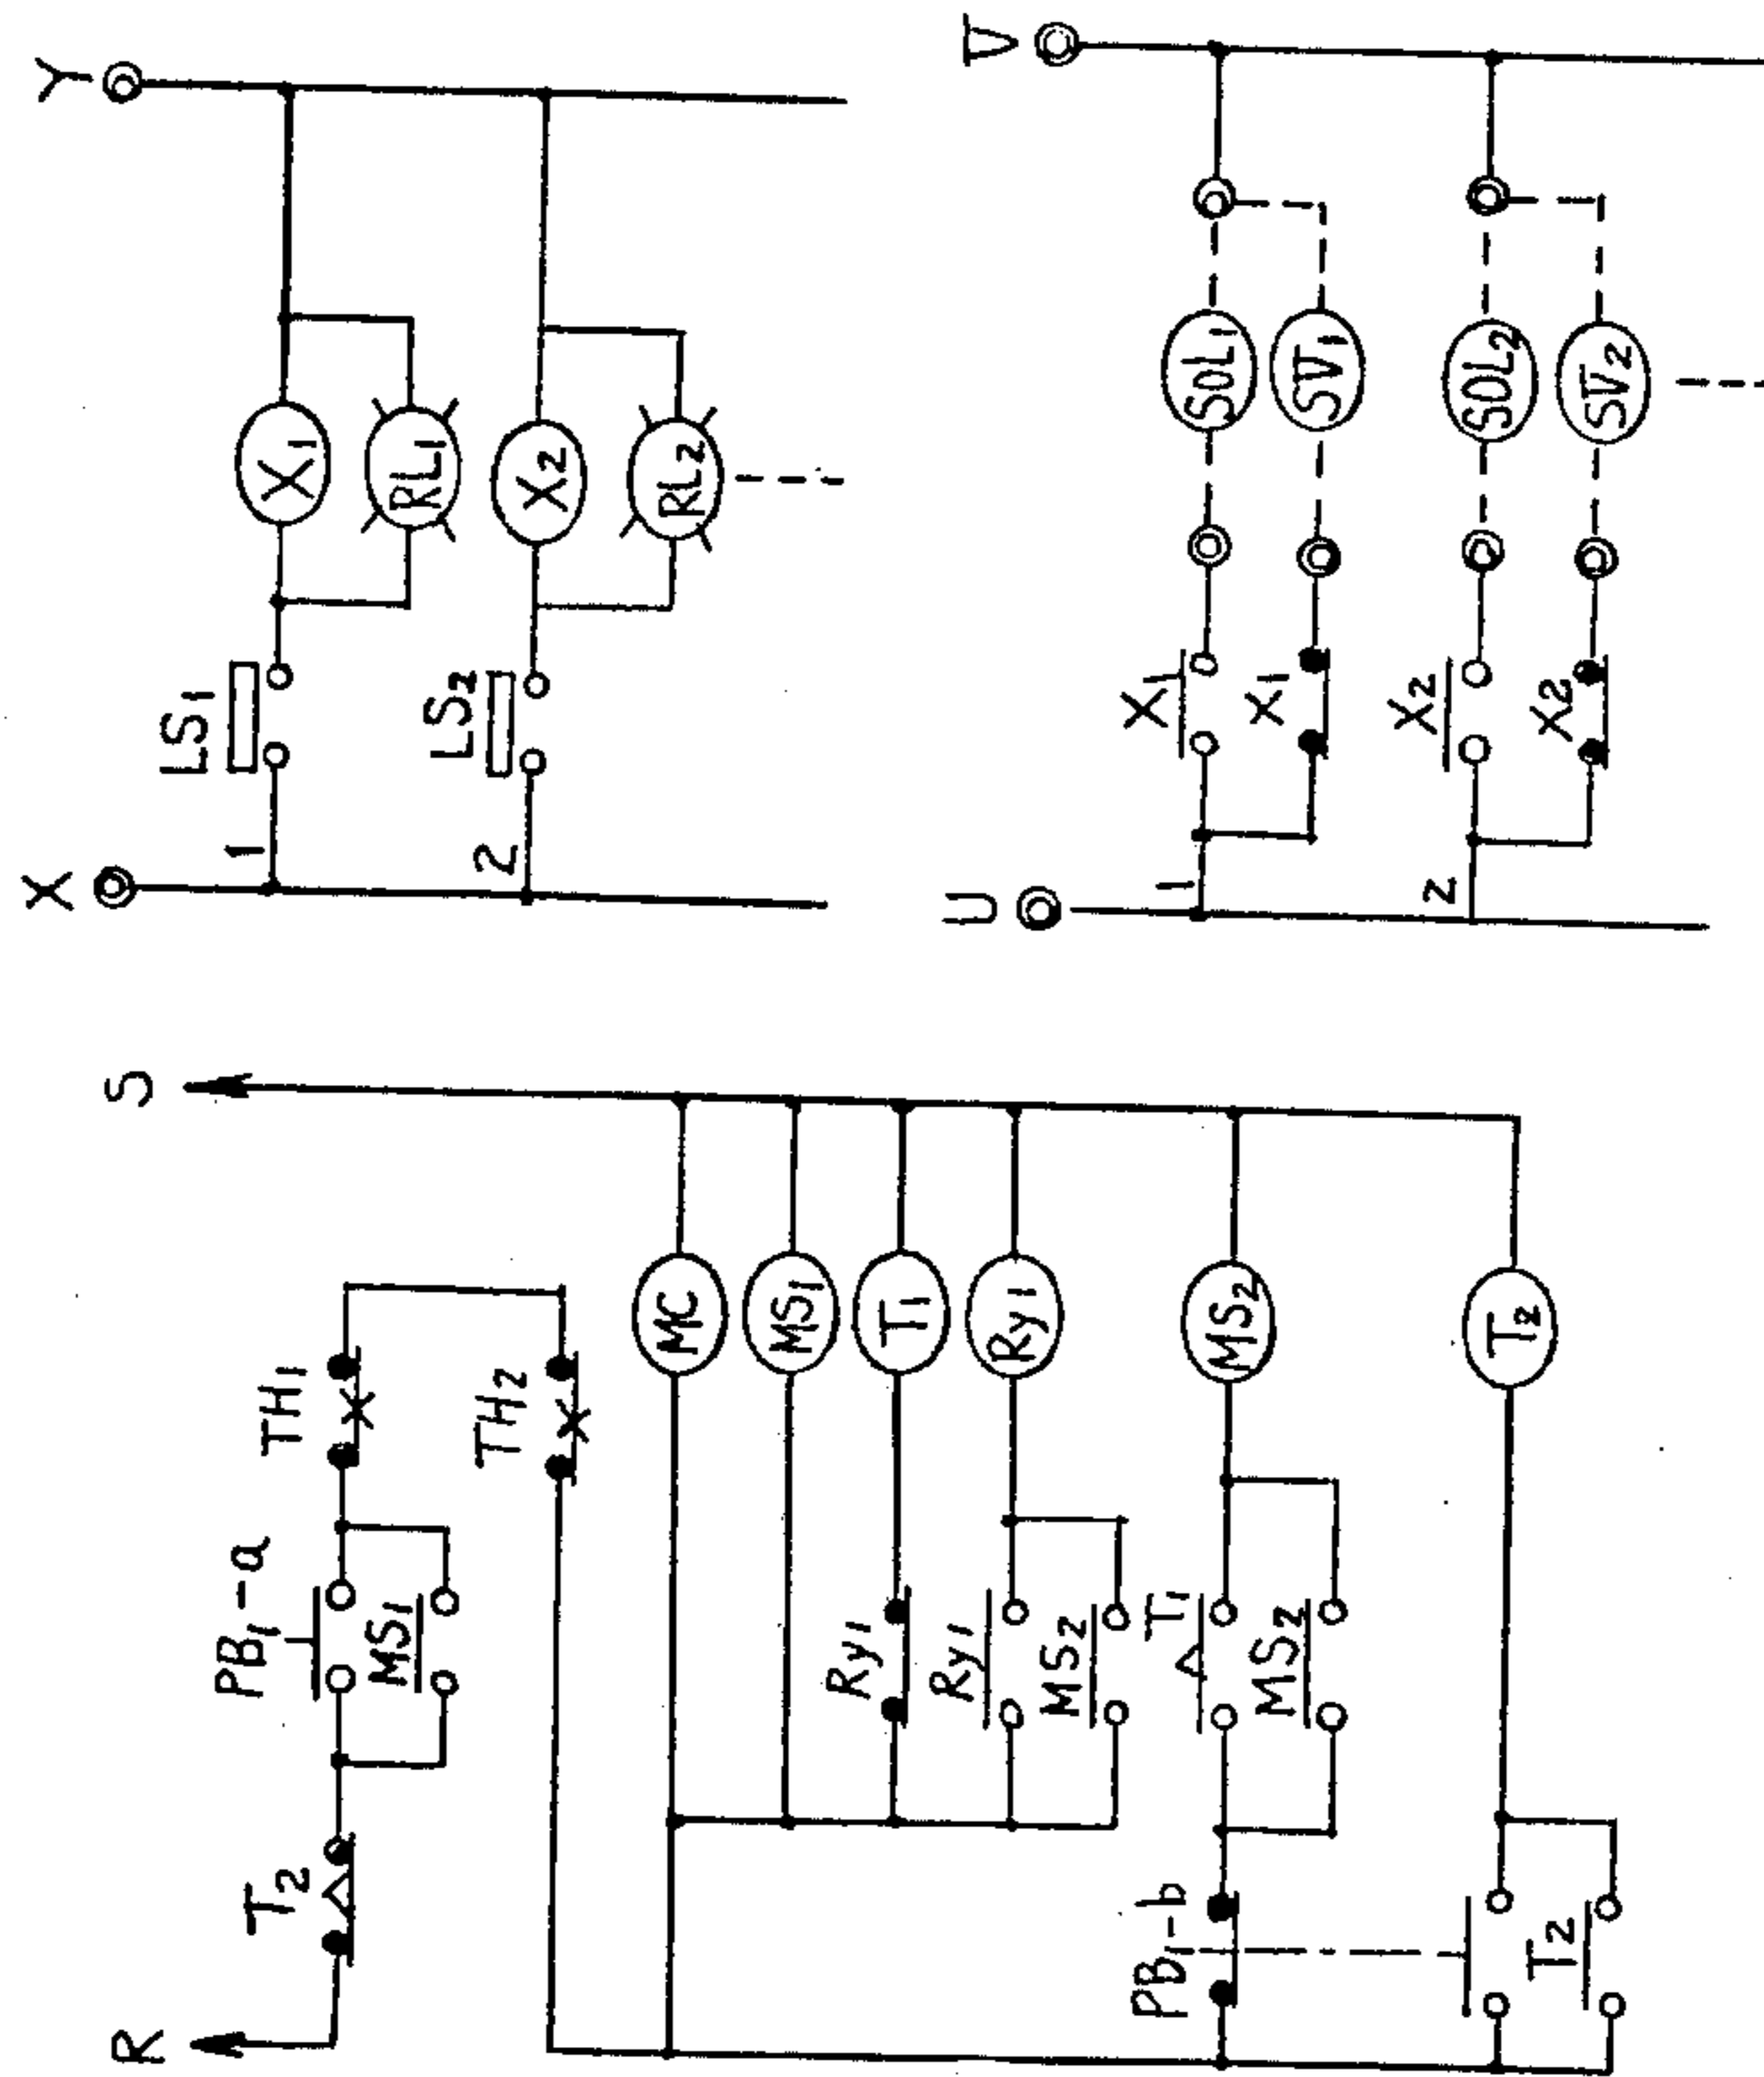 R S
PB₁-a TH₁
T₂
MS₁
TH₂
MC
MS₁
Ry₁ T₁
Ry₁ Ry₁
MS₂
PB₁-b T₁ MS₂
MS₂
T₂
T₂
X Y
LS₁
1 X₁
RL₁
LS₂
2 X₂
RL₂
U V
X₁
1 SOL₁
X₁ SV₁
X₂
2 SOL₂
X₂ SV₂